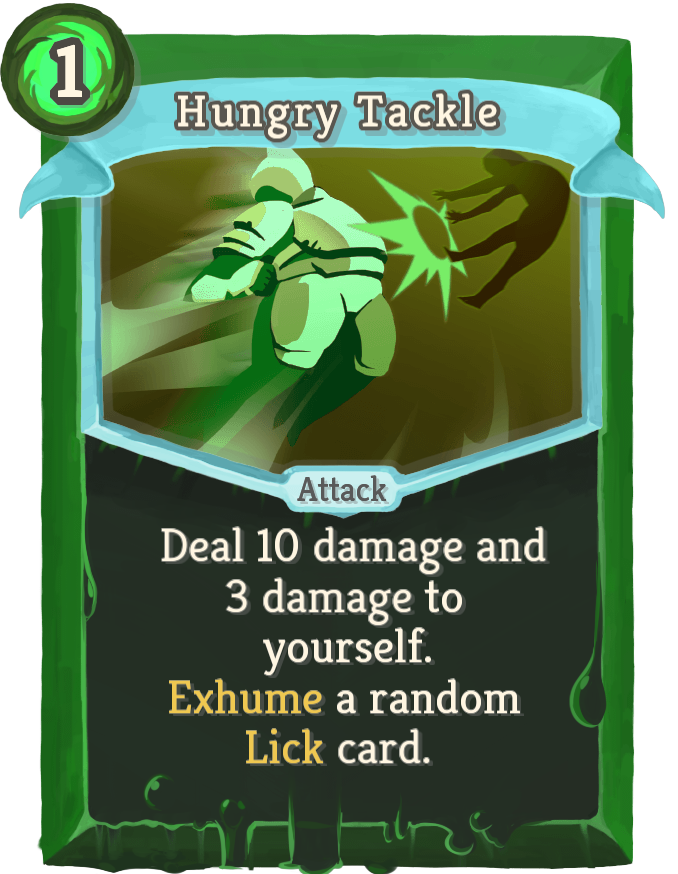 1
Hungry Tackle
Attack
Deal 10 damage and
3 damage to
yourself.
Exhume a random
Lick card.